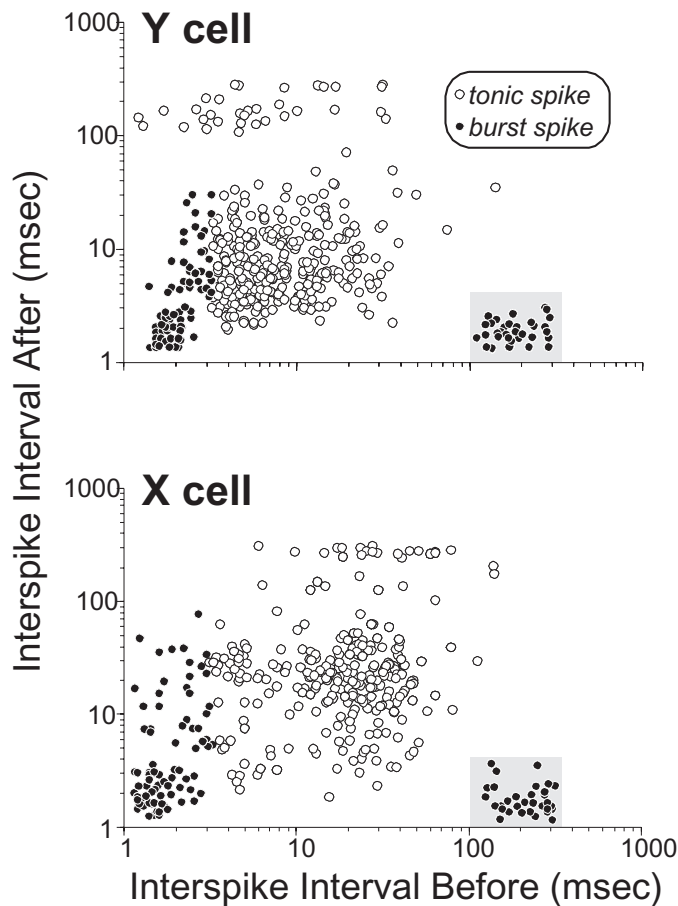 Y cell
1000
100
10
1
tonic spike
burst spike
Interspike Interval After (msec)
X cell
1000
100
10
1
1
10
100
1000
Interspike Interval Before (msec)